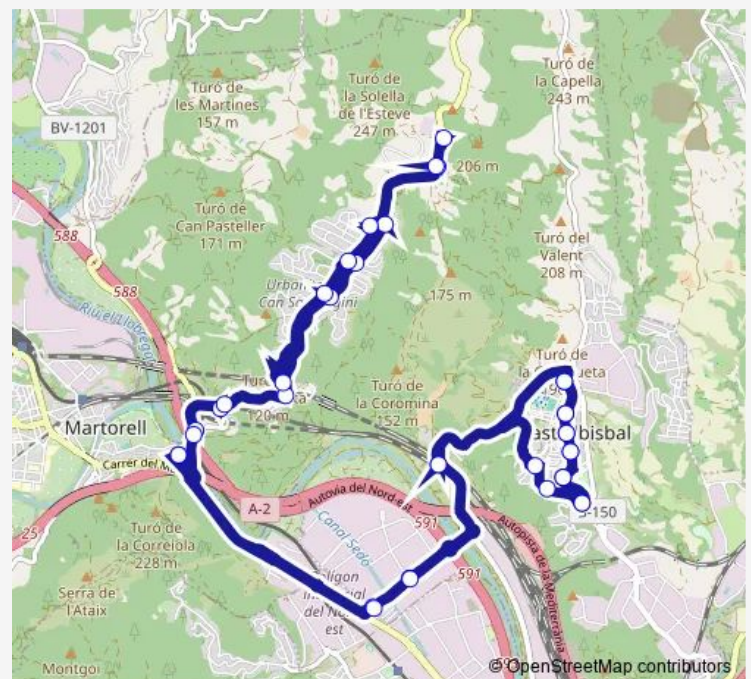 Turó de
les Martines
157 m
Turó de
la Solella
de l'Esteve
247 m
Turó de
la Capella
243 m
BV-1201
206 m
Turó de
Can Pasteller
171 m
588
Turó del
Valent
208 m
588
175 m
Turó de
Turó de
la Coromina
152 m
120 m
Martorell
Carrer del M
A-2
Autovia del Nord-est
591
Canal Sedó
25
Turó de
la Correiola
228 m
591
Autopista de la Mediterrània
Serra de
l'Ataix
Montgoi
© OpenStreetMap contributors